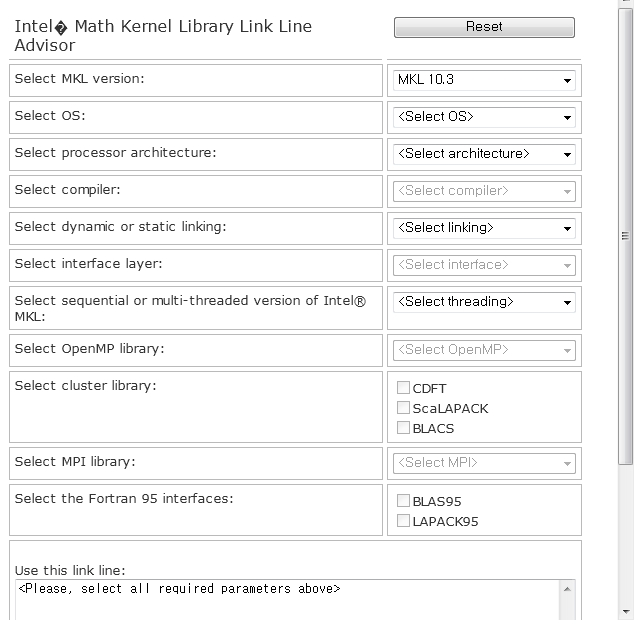 Intel� Math Kernel Library Link Line
Advisor
Reset
Select MKL version:
MKL 10.3
Select OS:
<Select OS>
Select processor architecture:
<Select architecture>
Select compiler:
<Select compiler>
Select dynamic or static linking:
<Select linking>
Select interface layer:
<Select interface>
Select sequential or multi-threaded version of Intel®
MKL:
<Select threading>
Select OpenMP library:
<Select OpenMP>
Select cluster library:
CDFT
ScaLAPACK
BLACS
Select MPI library:
<Select MPI>
Select the Fortran 95 interfaces:
BLAS95
LAPACK95
Use this link line:
<Please, select all required parameters above>